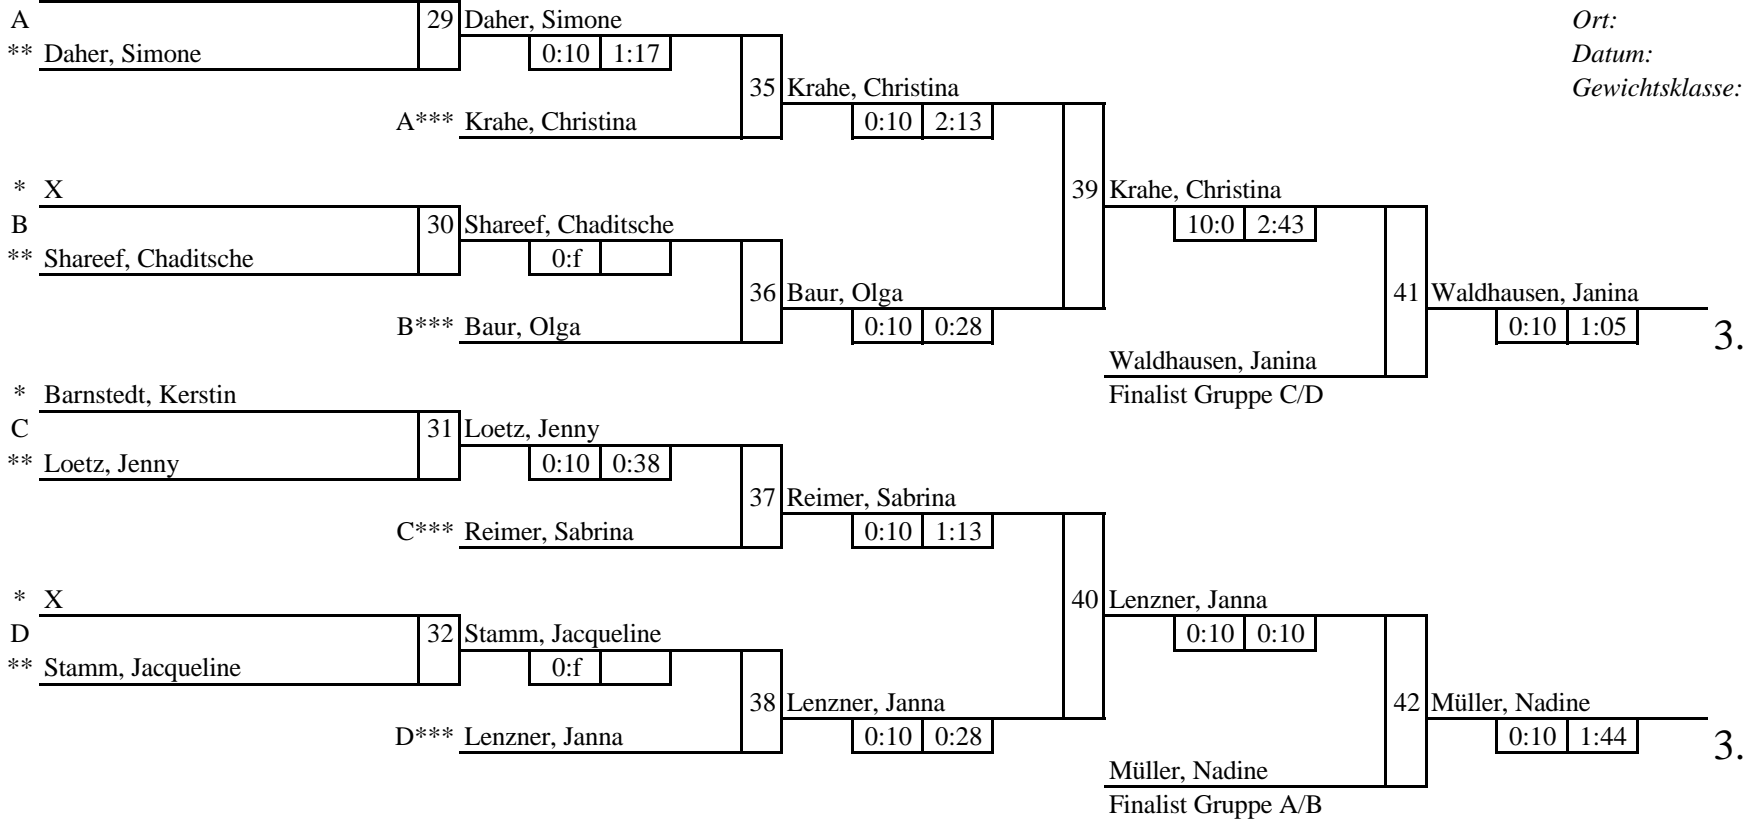 A 29 Daher, Simone Ort:
** Daher, Simone 0:10 1:17 Datum:
35 Krahe, Christina Gewichtsklasse:
A*** Krahe, Christina 0:10 2:13
* X 39 Krahe, Christina
B 30 Shareef, Chaditsche 10:0 2:43
** Shareef, Chaditsche 0:f
36 Baur, Olga 41 Waldhausen, Janina
B*** Baur, Olga 0:10 0:28 0:10 1:05 3.
Waldhausen, Janina
* Barnstedt, Kerstin Finalist Gruppe C/D
C 31 Loetz, Jenny
** Loetz, Jenny 0:10 0:38
37 Reimer, Sabrina
C*** Reimer, Sabrina 0:10 1:13
* X 40 Lenzner, Janna
D 32 Stamm, Jacqueline 0:10 0:10
** Stamm, Jacqueline 0:f
38 Lenzner, Janna 42 Müller, Nadine
D*** Lenzner, Janna 0:10 0:28 0:10 1:44 3.
Müller, Nadine
Finalist Gruppe A/B